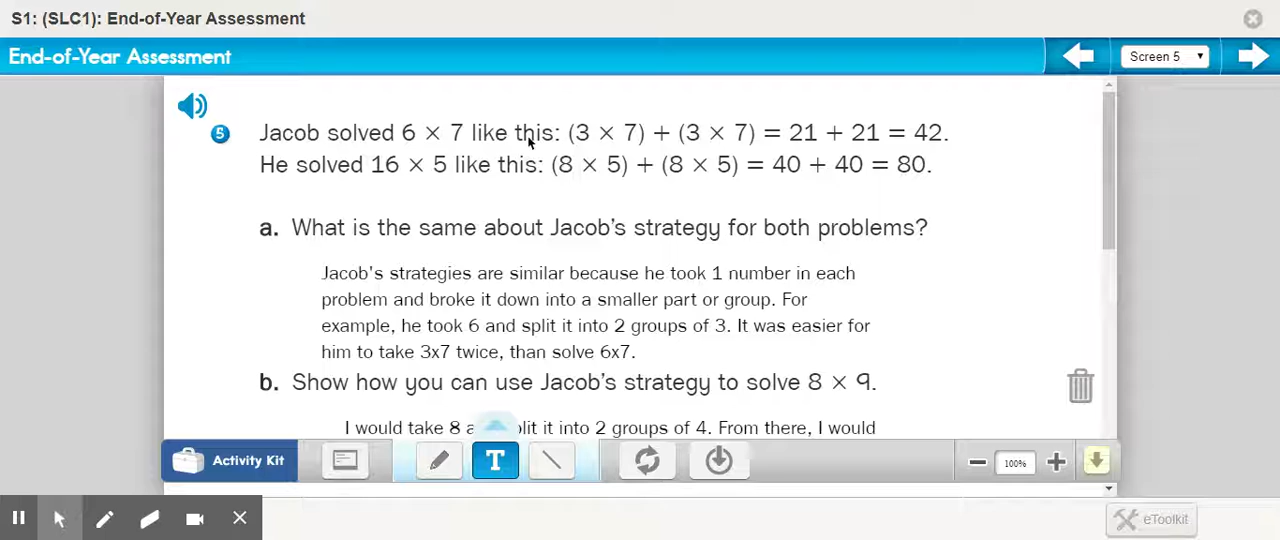 S1: (SLC1): End-of-Year Assessment
End-of-Year Assessment
Screen 5
5
Jacob solved 6 × 7 like this: (3 × 7) + (3 × 7) = 21 + 21 = 42.
He solved 16 × 5 like this: (8 × 5) + (8 × 5) = 40 + 40 = 80.
a. What is the same about Jacob's strategy for both problems?
Jacob's strategies are similar because he took 1 number in each
problem and broke it down into a smaller part or group. For
example, he took 6 and split it into 2 groups of 3. It was easier for
him to take 3x7 twice, than solve 6x7.
b. Show how you can use Jacob's strategy to solve 8 × 9.
I would take 8 a plit it into 2 groups of 4. From there, I would
Activity Kit
T
100%
eToolkit